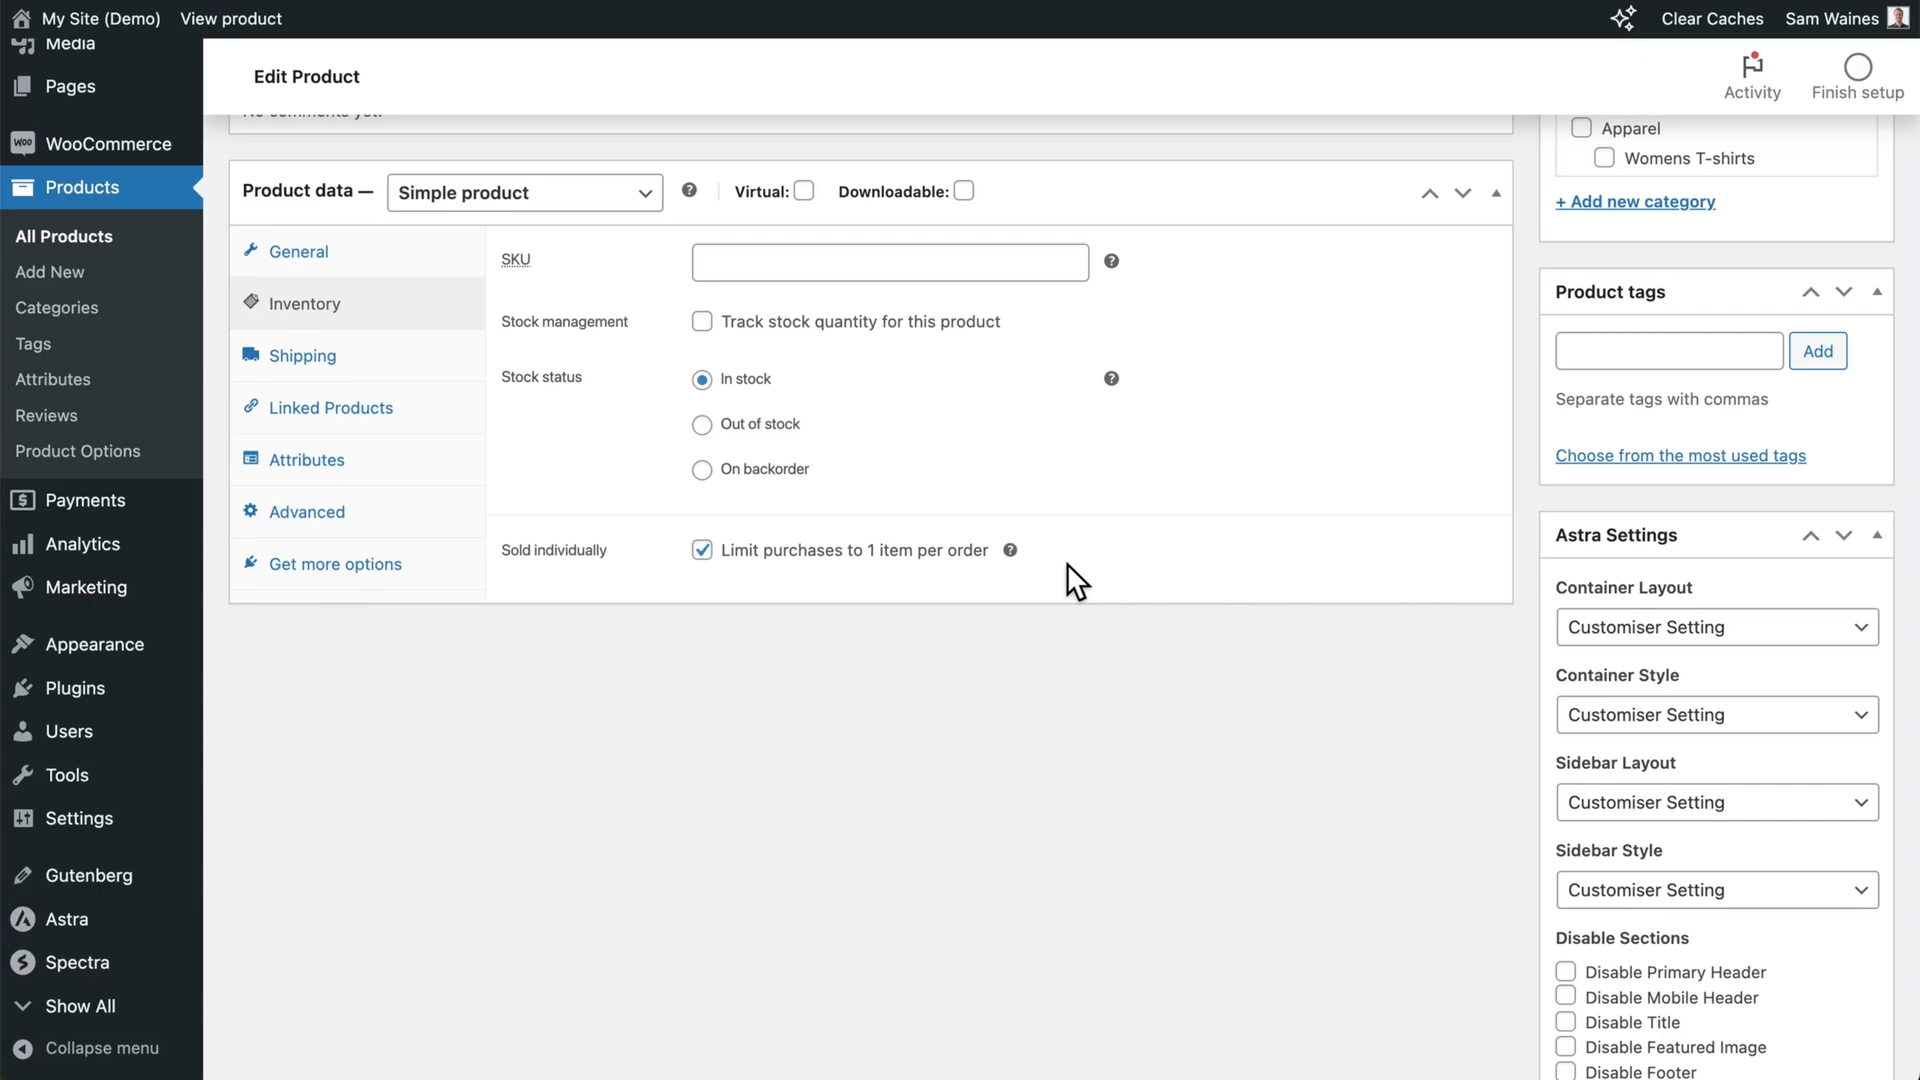 My Site (Demo) View product Clear Caches Sam Waines
Media
Pages
WooCommerce
Products
All Products
Add New
Categories
Tags
Attributes
Reviews
Product Options
Payments
Analytics
Marketing
Appearance
Plugins
Users
Tools
Settings
Gutenberg
Astra
Spectra
Show All
Collapse menu
Edit Product
Activity
Finish setup
No comments yet.
Product data — Simple product Virtual: Downloadable:
General
Inventory
Shipping
Linked Products
Attributes
Advanced
Get more options
SKU
Stock management Track stock quantity for this product
Stock status In stock
Out of stock
On backorder
Sold individually Limit purchases to 1 item per order
Apparel
Womens T-shirts
+ Add new category
Product tags
Add
Separate tags with commas
Choose from the most used tags
Astra Settings
Container Layout
Customiser Setting
Container Style
Customiser Setting
Sidebar Layout
Customiser Setting
Sidebar Style
Customiser Setting
Disable Sections
Disable Primary Header
Disable Mobile Header
Disable Title
Disable Featured Image
Disable Footer